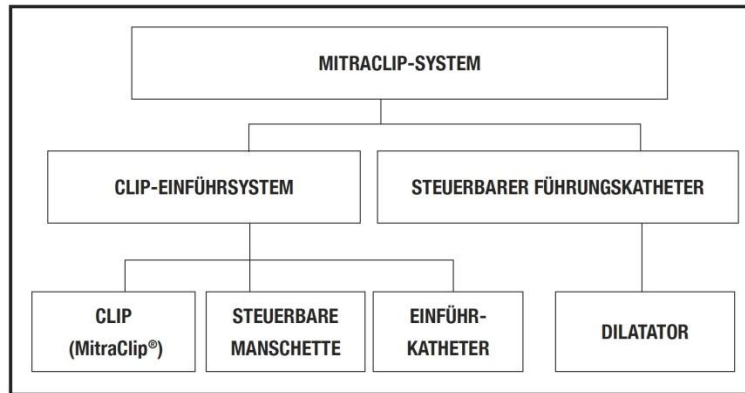 MITRACLIP-SYSTEM
CLIP-EINFÜHRSYSTEM
STEUERBARER FÜHRUNGSKATHETER
CLIP
(MitraClip®)
STEUERBARE
MANSCHETTE
EINFÜHR-
KATHETER
DILATATOR